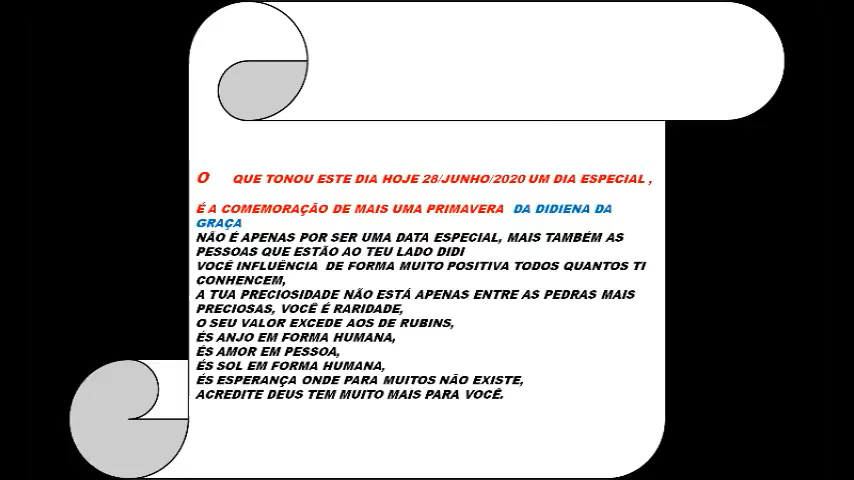 O QUE TONOU ESTE DIA HOJE 28/JUNHO/2020 UM DIA ESPECIAL ,
É A COMEMORAÇÃO DE MAIS UMA PRIMAVERA DA DIDIENA DA
GRAÇA
NÃO É APENAS POR SER UMA DATA ESPECIAL, MAIS TAMBÉM AS
PESSOAS QUE ESTÃO AO TEU LADO DIDI
VOCÊ INFLUÊNCIA DE FORMA MUITO POSITIVA TODOS QUANTOS TI
CONHENCEM,
A TUA PRECIOSIDADE NÃO ESTÁ APENAS ENTRE AS PEDRAS MAIS
PRECIOSAS, VOCÊ É RARIDADE,
O SEU VALOR EXCEDE AOS DE RUBINS,
ÉS ANJO EM FORMA HUMANA,
ÉS AMOR EM PESSOA,
ÉS SOL EM FORMA HUMANA,
ÉS ESPERANÇA ONDE PARA MUITOS NÃO EXISTE,
ACREDITE DEUS TEM MUITO MAIS PARA VOCÊ.